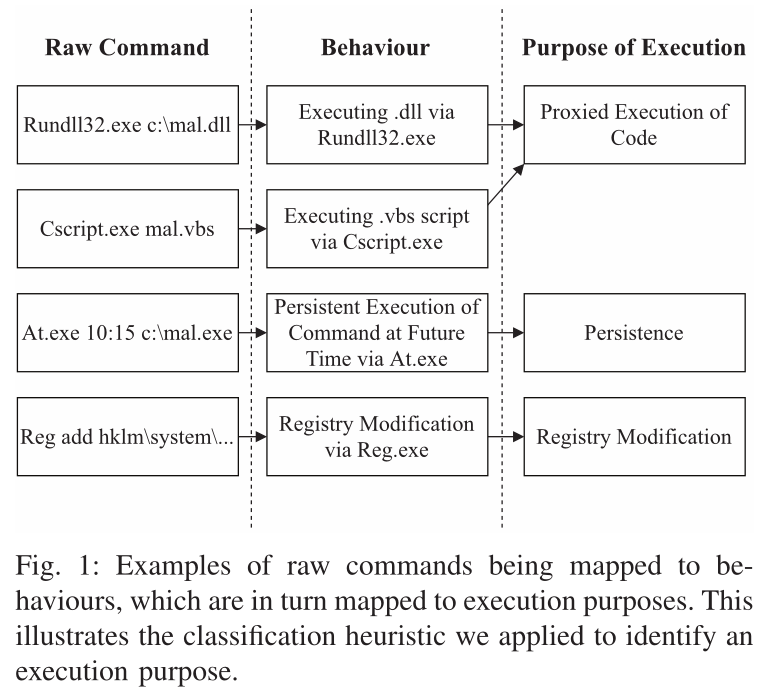 Raw Command
Behaviour
Purpose of Execution
Rundll32.exe c:\mal.dll
Executing .dll via
Rundll32.exe
Proxied Execution of
Code
Cscript.exe mal.vbs
Executing .vbs script
via Cscript.exe
At.exe 10:15 c:\mal.exe
Persistent Execution of
Command at Future
Time via At.exe
Persistence
Reg add hklm\system\...
Registry Modification
via Reg.exe
Registry Modification
Fig. 1: Examples of raw commands being mapped to be-
haviours, which are in turn mapped to execution purposes. This
illustrates the classification heuristic we applied to identify an
execution purpose.